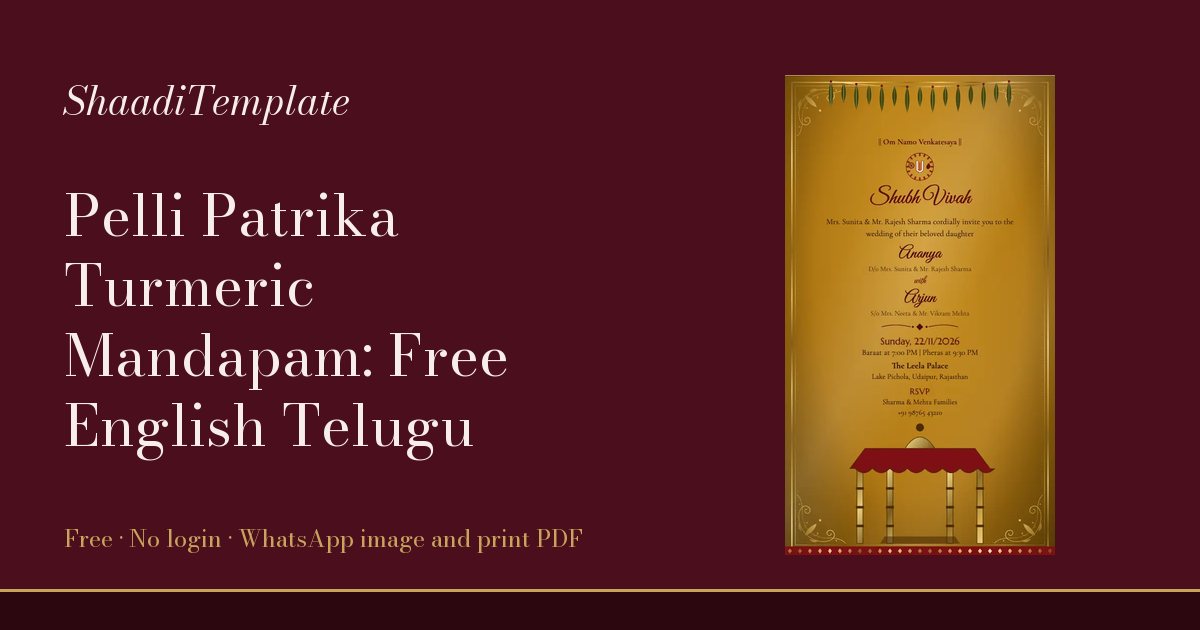 ShaadiTemplate
Pelli Patrika
Turmeric
Mandapam: Free
English Telugu
Free · No login · WhatsApp image and print PDF
|| Om Namo Venkatesaya ||
U
Shubh Vivah
Mrs. Sunita & Mr. Rajesh Sharma cordially invite you to the
wedding of their beloved daughter
Ananya
D/o Mrs. Sunita & Mr. Rajesh Sharma
with
Arjun
S/o Mrs. Neeta & Mr. Vikram Mehta
Sunday, 22/11/2026
Baraat at 7:00 PM | Pheras at 9:30 PM
The Leela Palace
Lake Pichola, Udaipur, Rajasthan
RSVP
Sharma & Mehta Families
+91 98765 43210